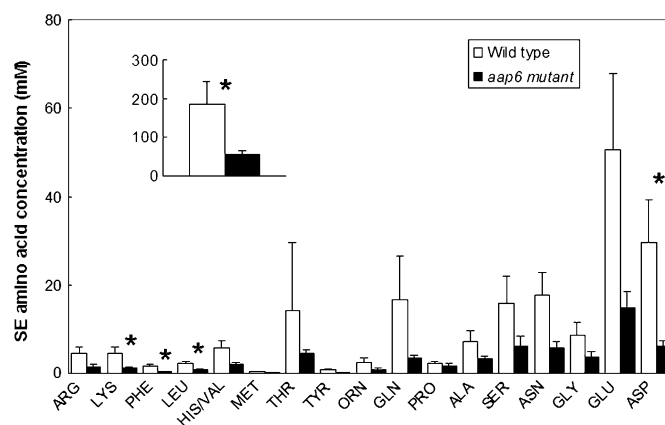 80
60
40
20
0
SE amino acid concentration (mM)
300
200
100
0
*
Wild type
aap6 mutant
*
*
*
*
ARG
LYS
PHE
LEU
HIS/VAL
MET
THR
TYR
ORN
GLN
PRO
ALA
SER
ASN
GLY
GLU
ASP